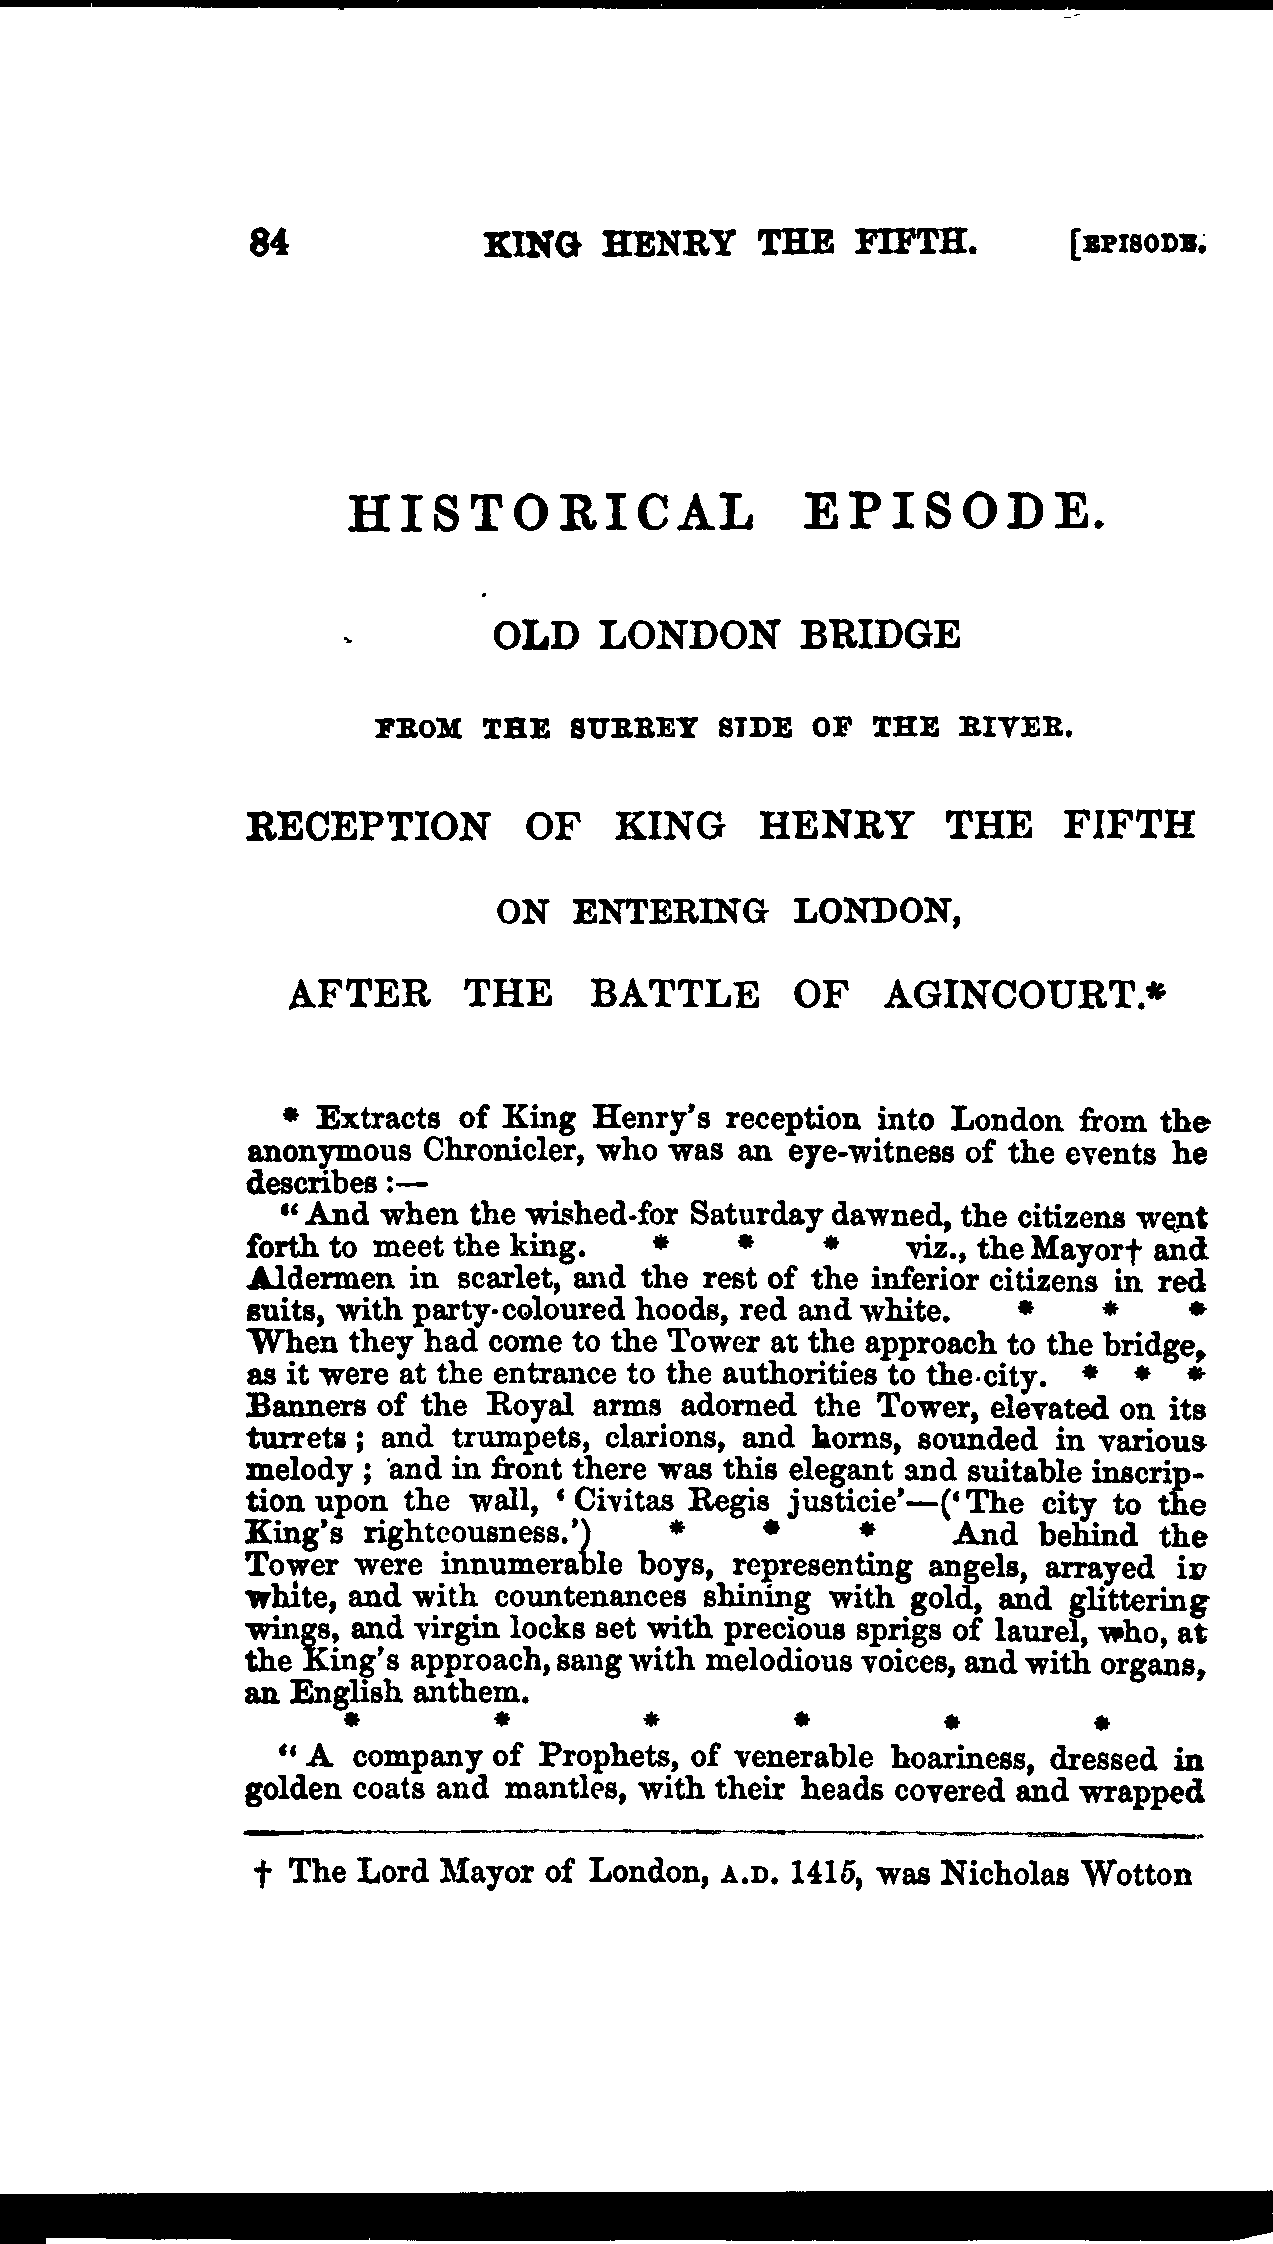 84 KING HENRY THE FIFTH. [EPISODE.
HISTORICAL EPISODE.
OLD LONDON BRIDGE
FROM THE SURREY SIDE OF THE RIVER.
RECEPTION OF KING HENRY THE FIFTH
ON ENTERING LONDON,
AFTER THE BATTLE OF AGINCOURT.*
* Extracts of King Henry's reception into London from the
anonymous Chronicler, who was an eye-witness of the events he
describes :—
"And when the wished-for Saturday dawned, the citizens went
forth to meet the king. * * * viz., the Mayor† and
Aldermen in scarlet, and the rest of the inferior citizens in red
suits, with party-coloured hoods, red and white. * * *
When they had come to the Tower at the approach to the bridge,
as it were at the entrance to the authorities to the city. * * *
Banners of the Royal arms adorned the Tower, elevated on its
turrets ; and trumpets, clarions, and horns, sounded in various
melody ; and in front there was this elegant and suitable inscrip-
tion upon the wall, ' Civitas Regis justicie'—('The city to the
King's righteousness.') * * * And behind the
Tower were innumerable boys, representing angels, arrayed in
white, and with countenances shining with gold, and glittering
wings, and virgin locks set with precious sprigs of laurel, who, at
the King's approach, sang with melodious voices, and with organs,
an English anthem.
* * * * * *
"A company of Prophets, of venerable hoariness, dressed in
golden coats and mantles, with their heads covered and wrapped
† The Lord Mayor of London, A.D. 1415, was Nicholas Wotton